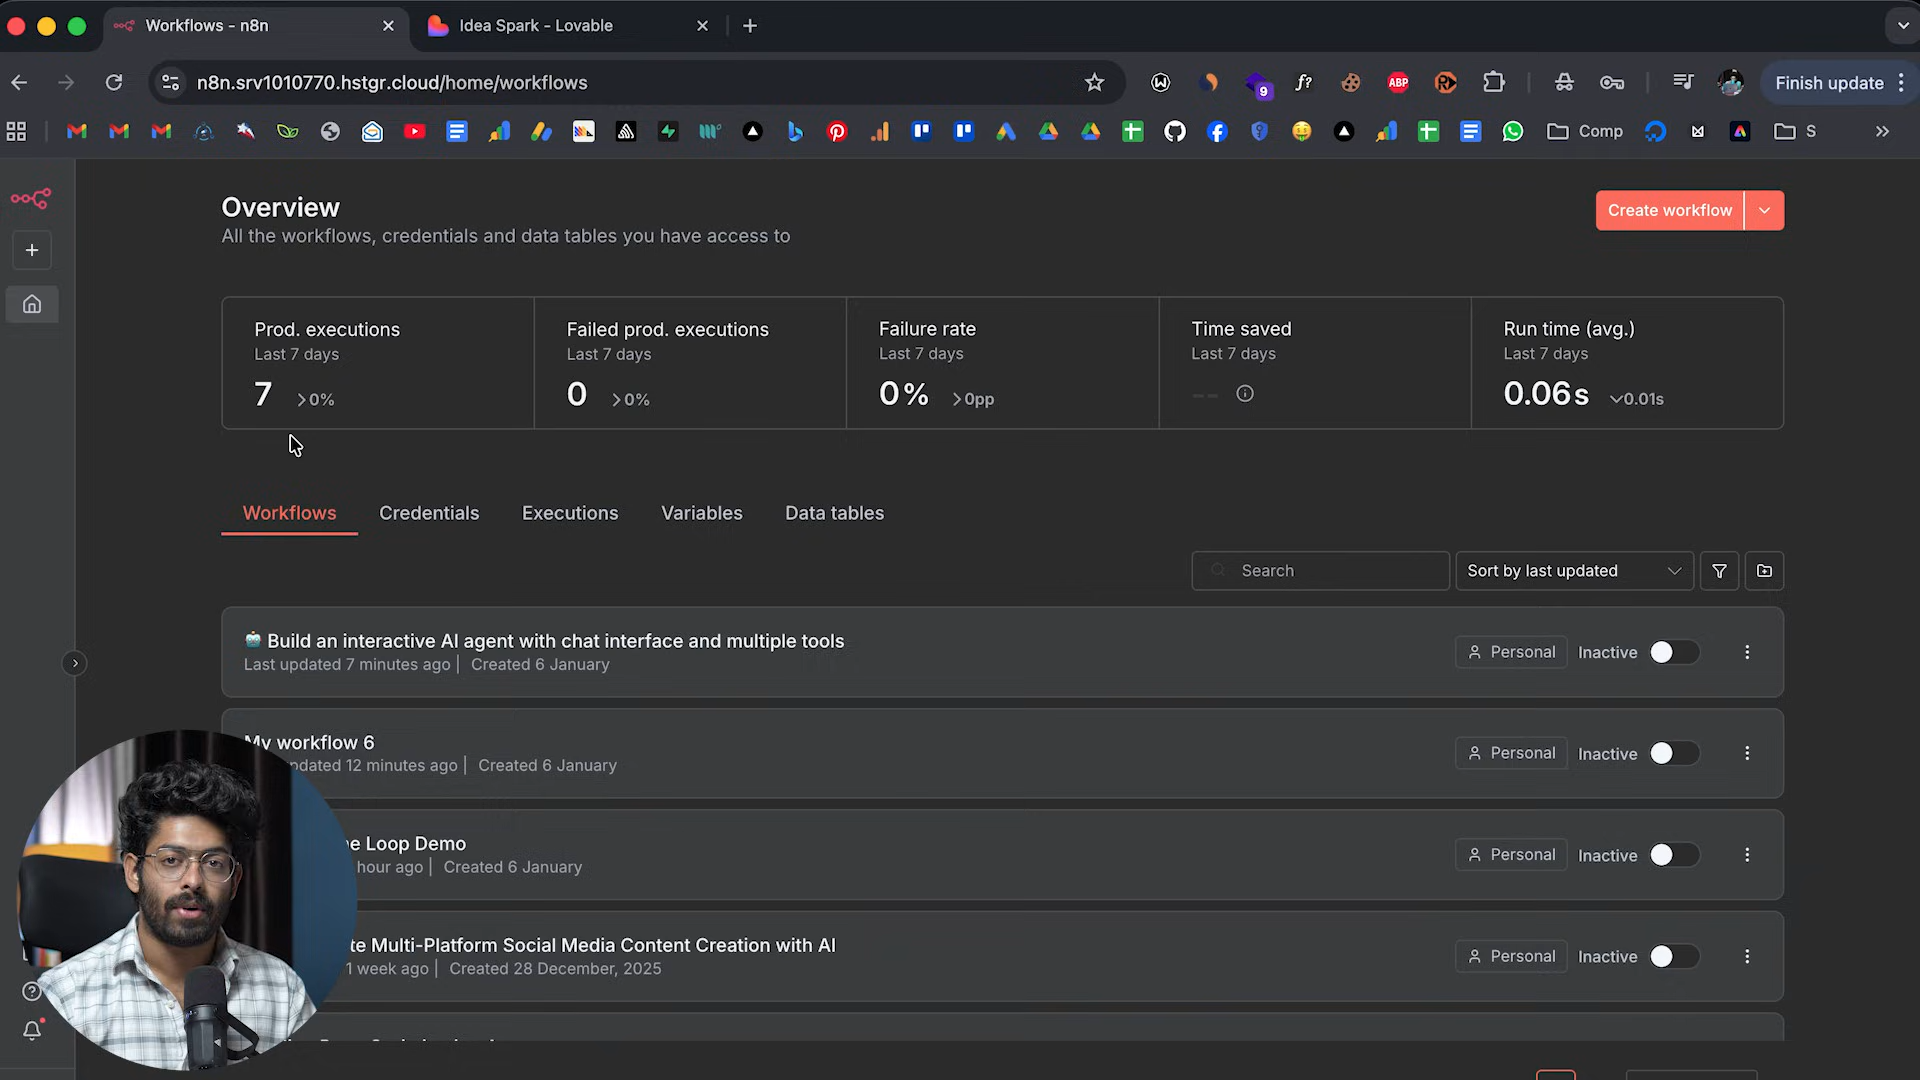 Workflows - n8n
Idea Spark - Lovable
n8n.srv1010770.hstgr.cloud/home/workflows
9
f?
ABP
Finish update
Comp
S
Overview
All the workflows, credentials and data tables you have access to
Create workflow
Prod. executions
Last 7 days
7 >0%
Failed prod. executions
Last 7 days
0 >0%
Failure rate
Last 7 days
0% >0pp
Time saved
Last 7 days
--
Run time (avg.)
Last 7 days
0.06s 0.01s
Workflows Credentials Executions Variables Data tables
Search
Sort by last updated
Build an interactive AI agent with chat interface and multiple tools
Last updated 7 minutes ago | Created 6 January
Personal Inactive
My workflow 6
pdated 12 minutes ago | Created 6 January
Personal Inactive
e Loop Demo
hour ago | Created 6 January
Personal Inactive
te Multi-Platform Social Media Content Creation with AI
1 week ago | Created 28 December, 2025
Personal Inactive